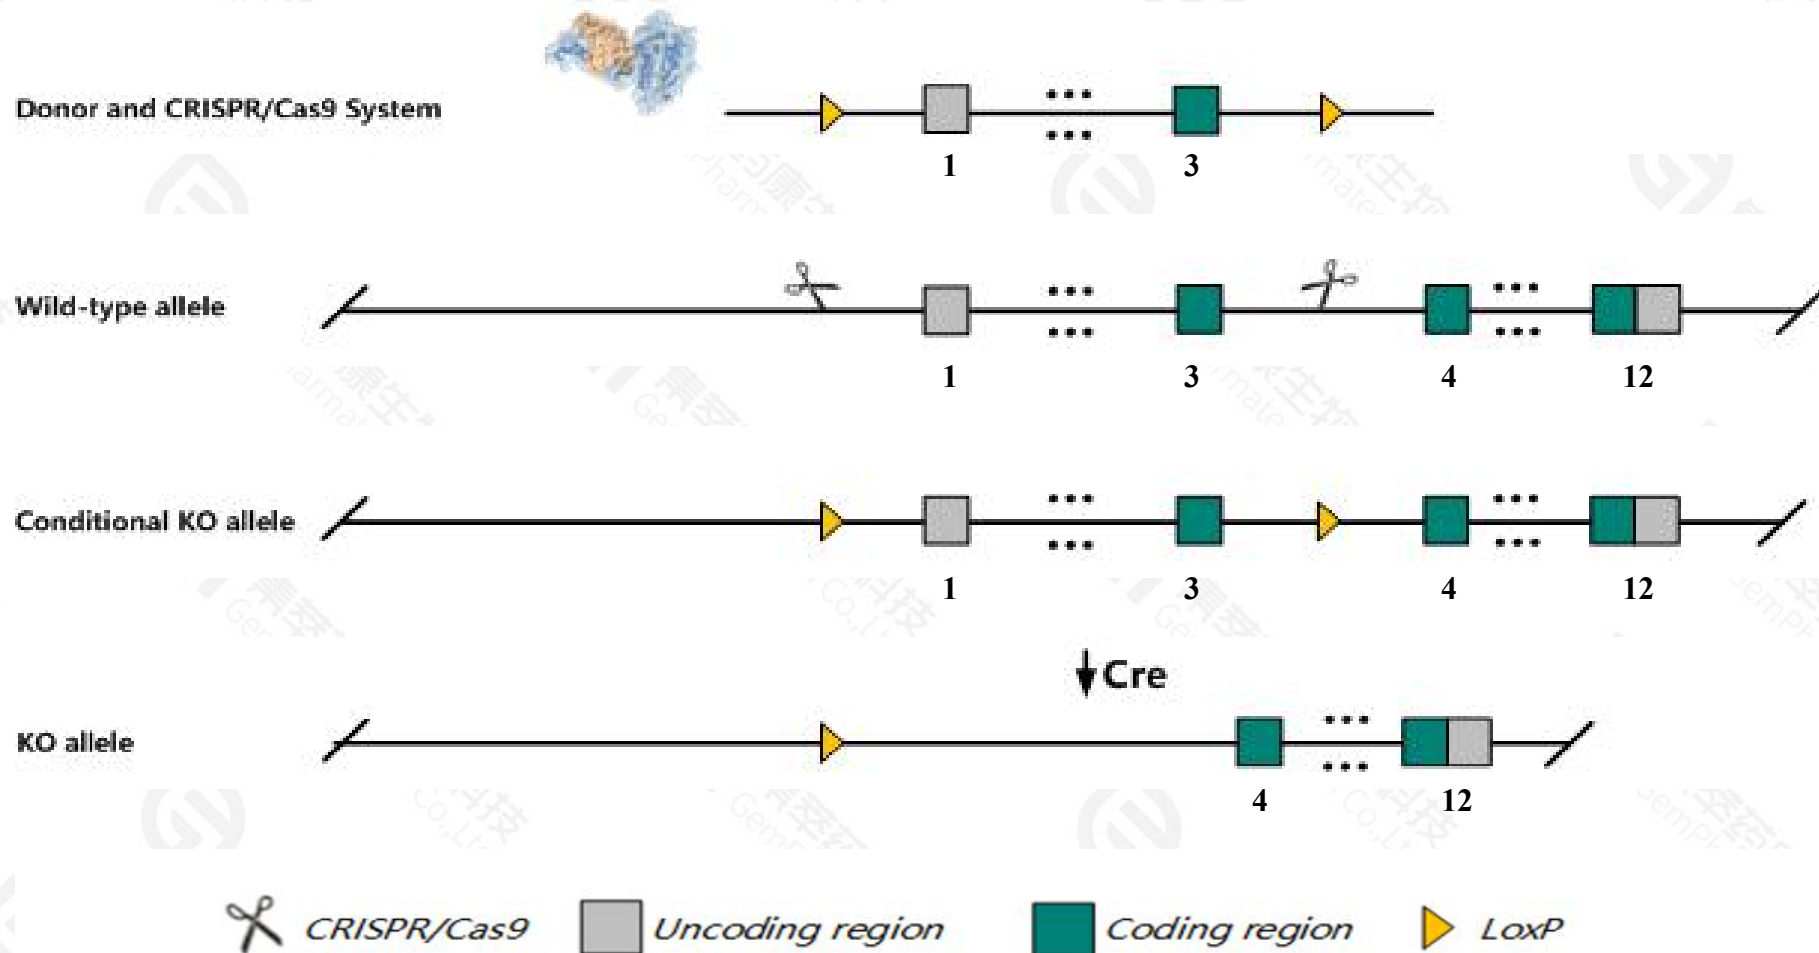 Donor and CRISPR/Cas9 System
1 3
Wild-type allele
1 3 4 12
Conditional KO allele
1 3 4 12
Cre
KO allele
4 12
CRISPR/Cas9 Uncoding region Coding region LoxP